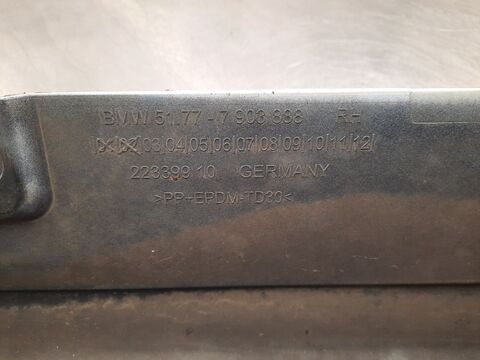 BMW 51.77 - 7 903 888 RH
03|04|05|06|07|08|09|10|11|12|
223399 10 GERMANY
>PP+EPDM-TD30<